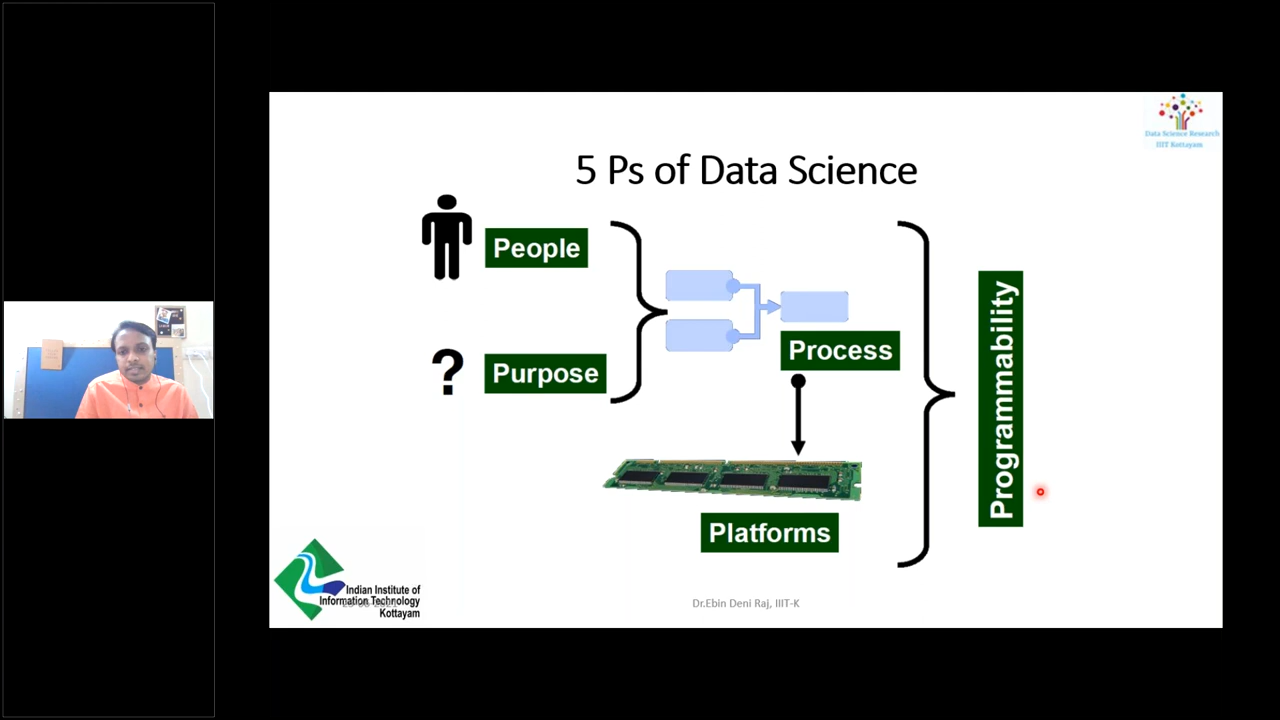 Data Science Research
IIIT Kottayam
5 Ps of Data Science
People
?
Purpose
Process
Platforms
Programmability
Indian Institute of
Information Technology
Kottayam
Dr.Ebin Deni Raj, IIIT-K